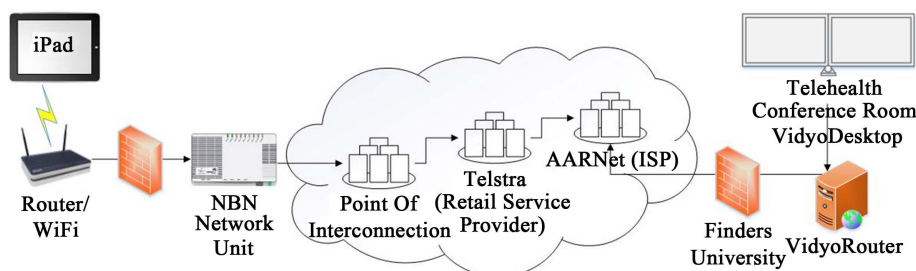 iPad
Router/
WiFi
NBN
Network
Unit
Point Of
Interconnection
Telstra
(Retail Service
Provider)
AARNet (ISP)
Finders
University
Telehealth
Conference Room
VidyoDesktop
VidyoRouter